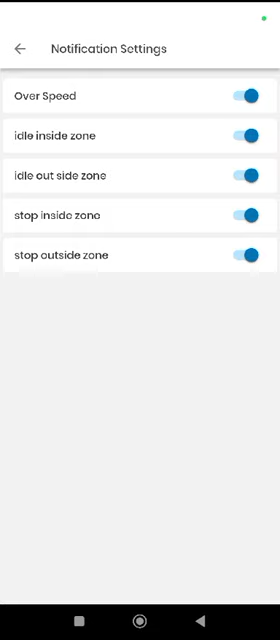 Notification Settings
Over Speed
idle inside zone
idle out side zone
stop inside zone
stop outside zone